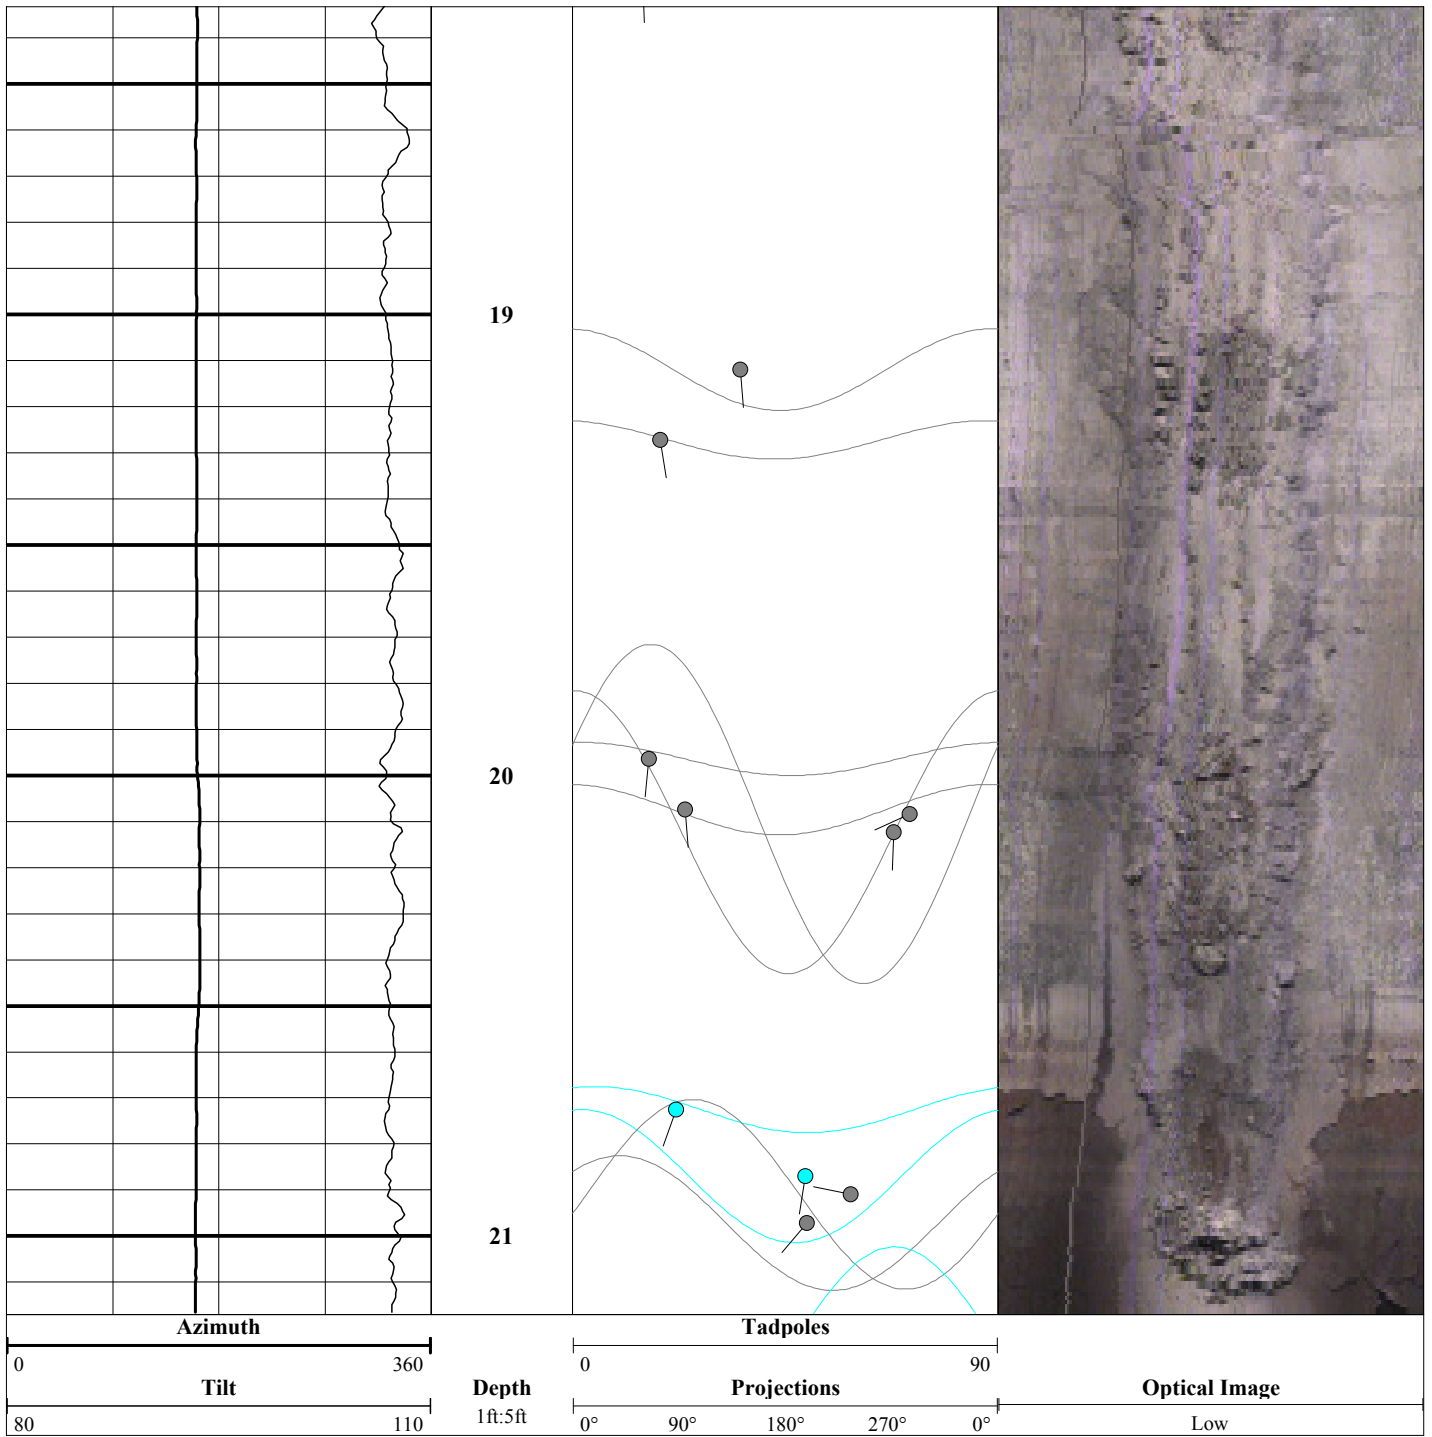 19
20
21
Azimuth Tadpoles
0 360 0 90
Tilt Depth Projections Optical Image
80 110 1ft:5ft 0° 90° 180° 270° 0° Low